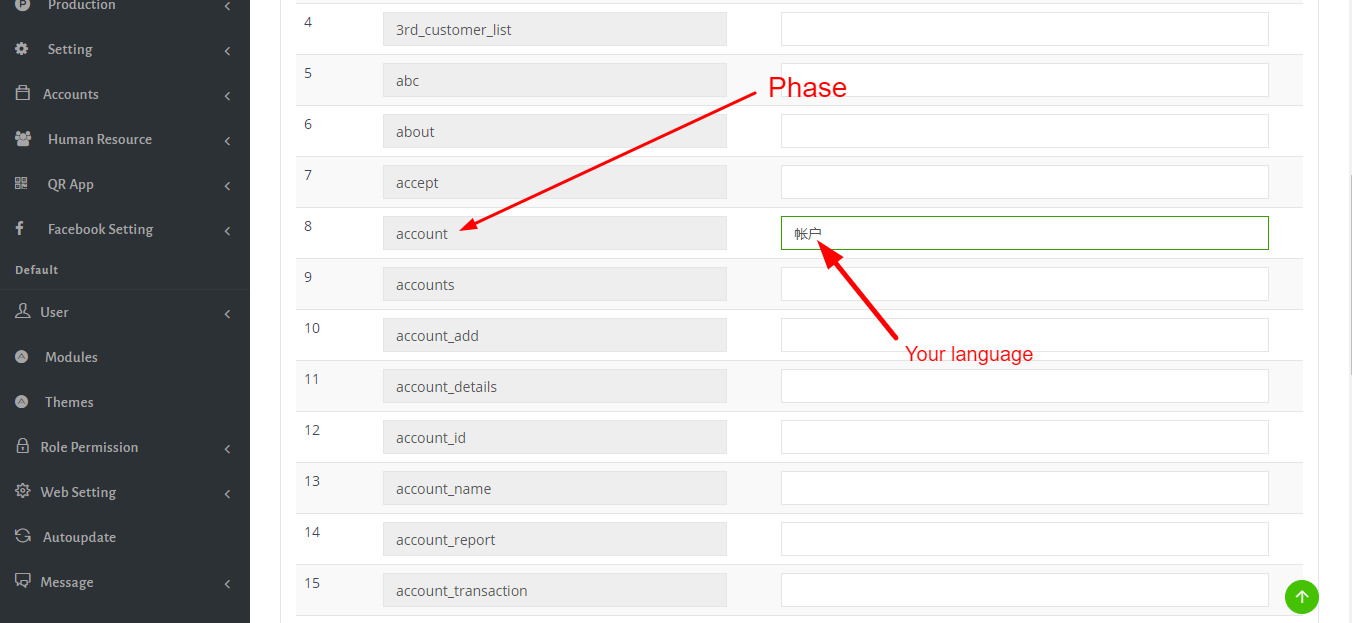 Production
Setting
Accounts
Human Resource
QR App
Facebook Setting
Default
User
Modules
Themes
Role Permission
Web Setting
Autoupdate
Message
4 3rd_customer_list
5 abc
Phase
6 about
7 accept
8 account 帐户
9 accounts
10 account_add
Your language
11 account_details
12 account_id
13 account_name
14 account_report
15 account_transaction